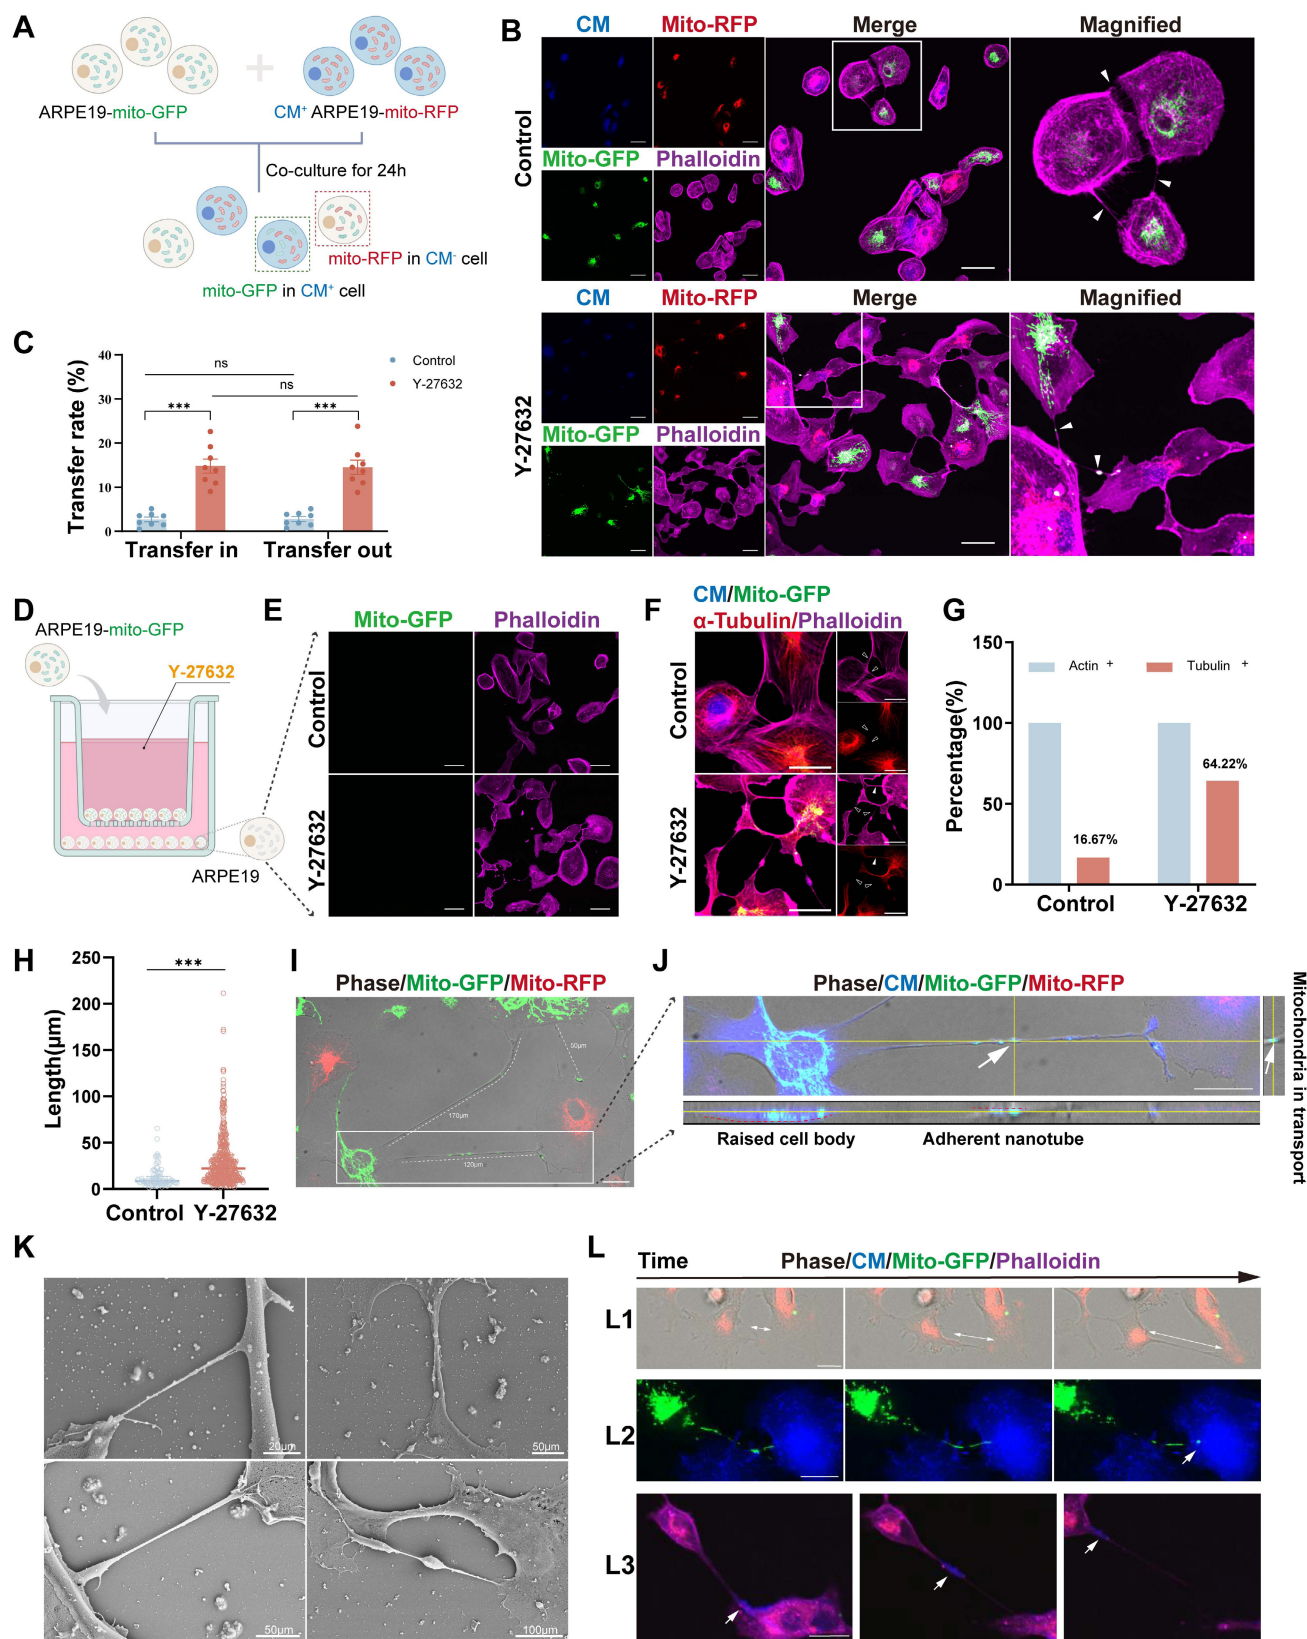 A
ARPE19-mito-GFP
CM+ ARPE19-mito-RFP
Co-culture for 24h
mito-RFP in CM- cell
mito-GFP in CM+ cell
B
CM
Mito-RFP
Merge
Magnified
Control
Mito-GFP
Phalloidin
CM
Mito-RFP
Merge
Magnified
Y-27632
Mito-GFP
Phalloidin
C
Transfer rate (%)
40
30
20
10
0
ns
ns
***
***
Control
Y-27632
Transfer in
Transfer out
D
ARPE19-mito-GFP
Y-27632
ARPE19
E
Mito-GFP
Phalloidin
Control
Y-27632
F
CM/Mito-GFP
α-Tubulin/Phalloidin
Control
Y-27632
G
Percentage(%)
150
100
50
0
Actin +
Tubulin +
16.67%
64.22%
Control
Y-27632
H
Length(μm)
250
200
150
100
50
0
***
Control
Y-27632
I
Phase/Mito-GFP/Mito-RFP
50μm
170μm
120μm
J
Phase/CM/Mito-GFP/Mito-RFP
Mitochondria in transport
Raised cell body
Adherent nanotube
K
20μm
50μm
50μm
100μm
L
Time
Phase/CM/Mito-GFP/Phalloidin
L1
L2
L3